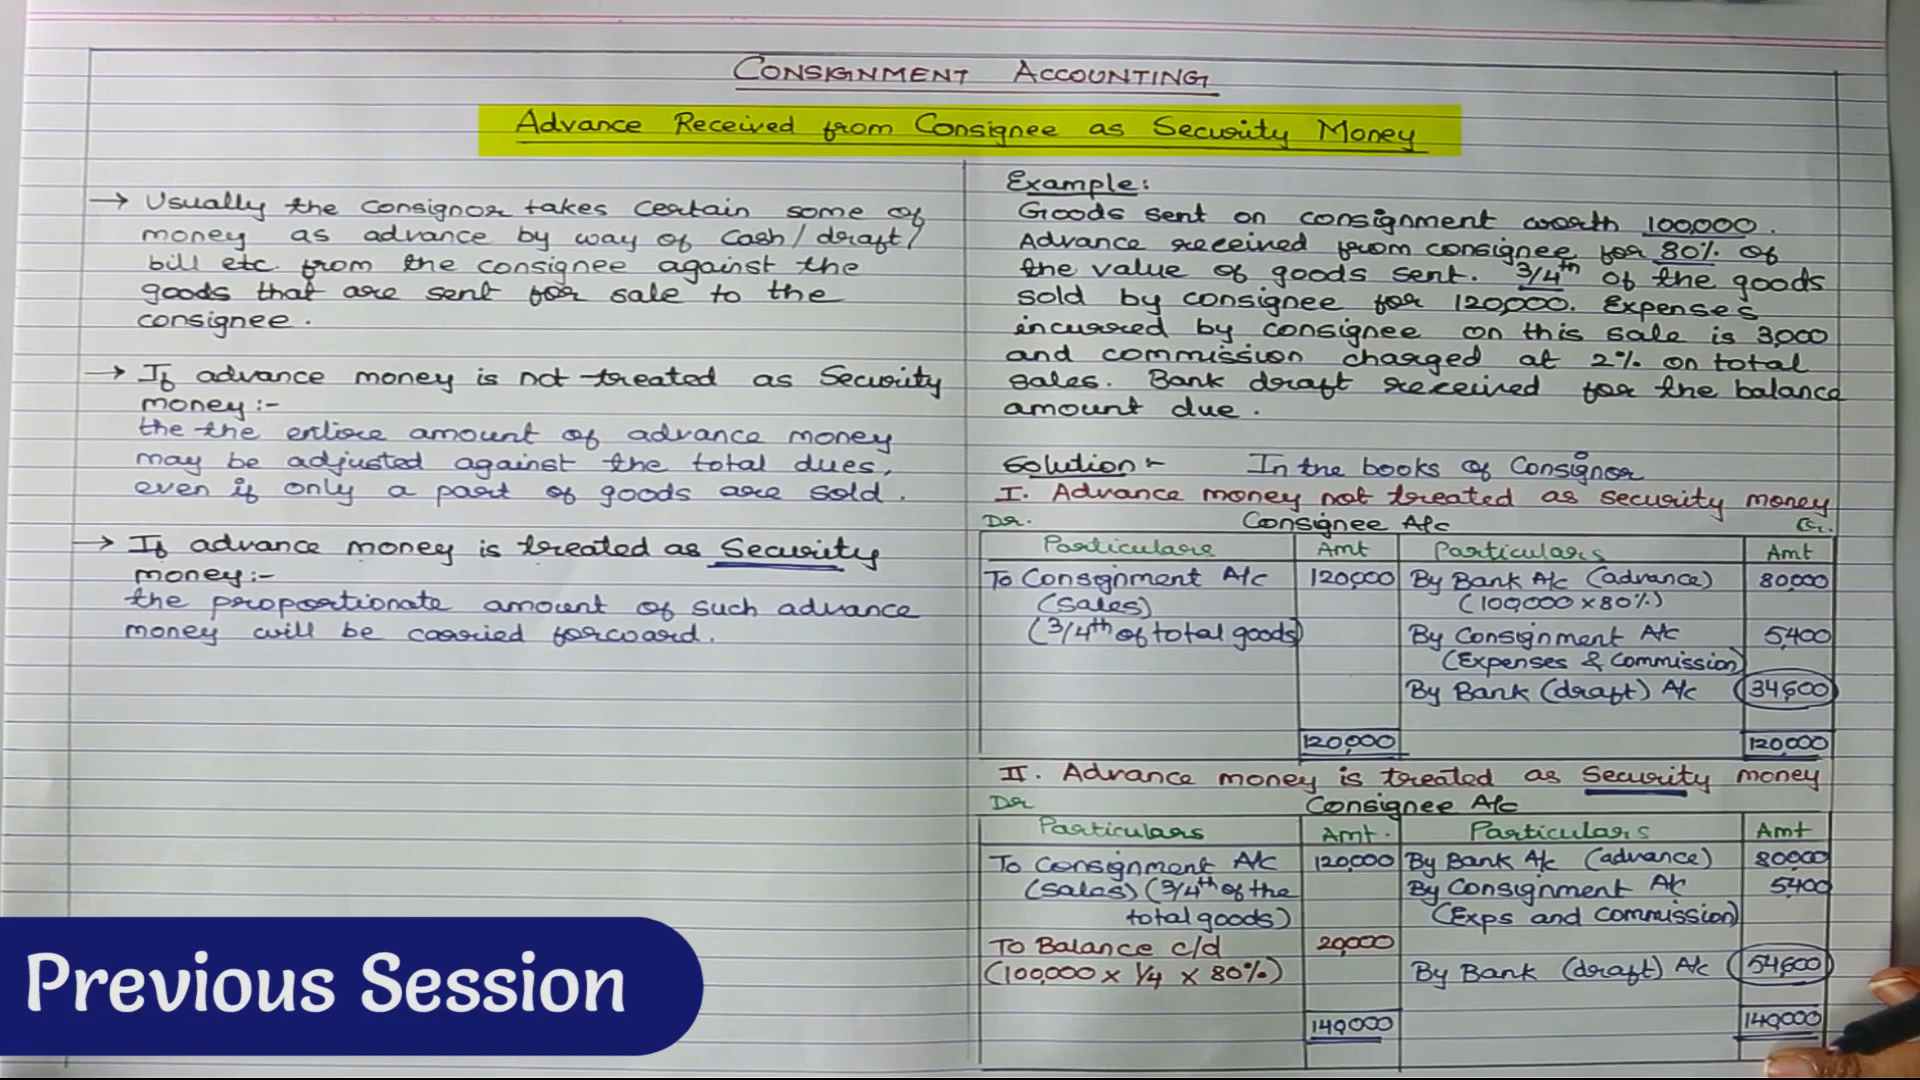 CONSIGNMENT ACCOUNTING
Advance Received from Consignee as Security Money
→ Usually the consignor takes certain some of
money as advance by way of cash/draft/
bill etc. from the consignee against the
goods that are sent for sale to the
consignee.
→ If advance money is not treated as Security
money:-
the the entire amount of advance money
may be adjusted against the total dues,
even if only a part of goods are sold.
→ If advance money is treated as Security
money:-
the proportionate amount of such advance
money will be carried forward.
Example:
Goods sent on consignment worth 100,000.
Advance received from consignee for 80% of
the value of goods sent. 3/4th of the goods
sold by consignee for 120,000. Expenses
incurred by consignee on this sale is 3,000
and commission charged at 2% on total
sales. Bank draft received for the balance
amount due.
Solution:- In the books of Consignor
I. Advance money not treated as security money
Dr. Consignee A/c Cr.
Particulars Amt Particulars Amt
To Consignment A/c 120,000 By Bank A/c (advance) 80,000
(sales) (100,000 x 80%)
(3/4th of total goods) By Consignment A/c 5,400
(Expenses & Commission)
By Bank (draft) A/c 34,600
120,000 120,000
II. Advance money is treated as Security money
Dr Consignee A/c
Particulars Amt. Particulars Amt
To Consignment A/c 120,000 By Bank A/c (advance) 80,000
(sales) (3/4th of the By Consignment A/c 5,400
total goods) (Exps and commission)
To Balance c/d 20,000
(100,000 x 1/4 x 80%) By Bank (draft) A/c 54,600
140,000 140,000
Previous Session